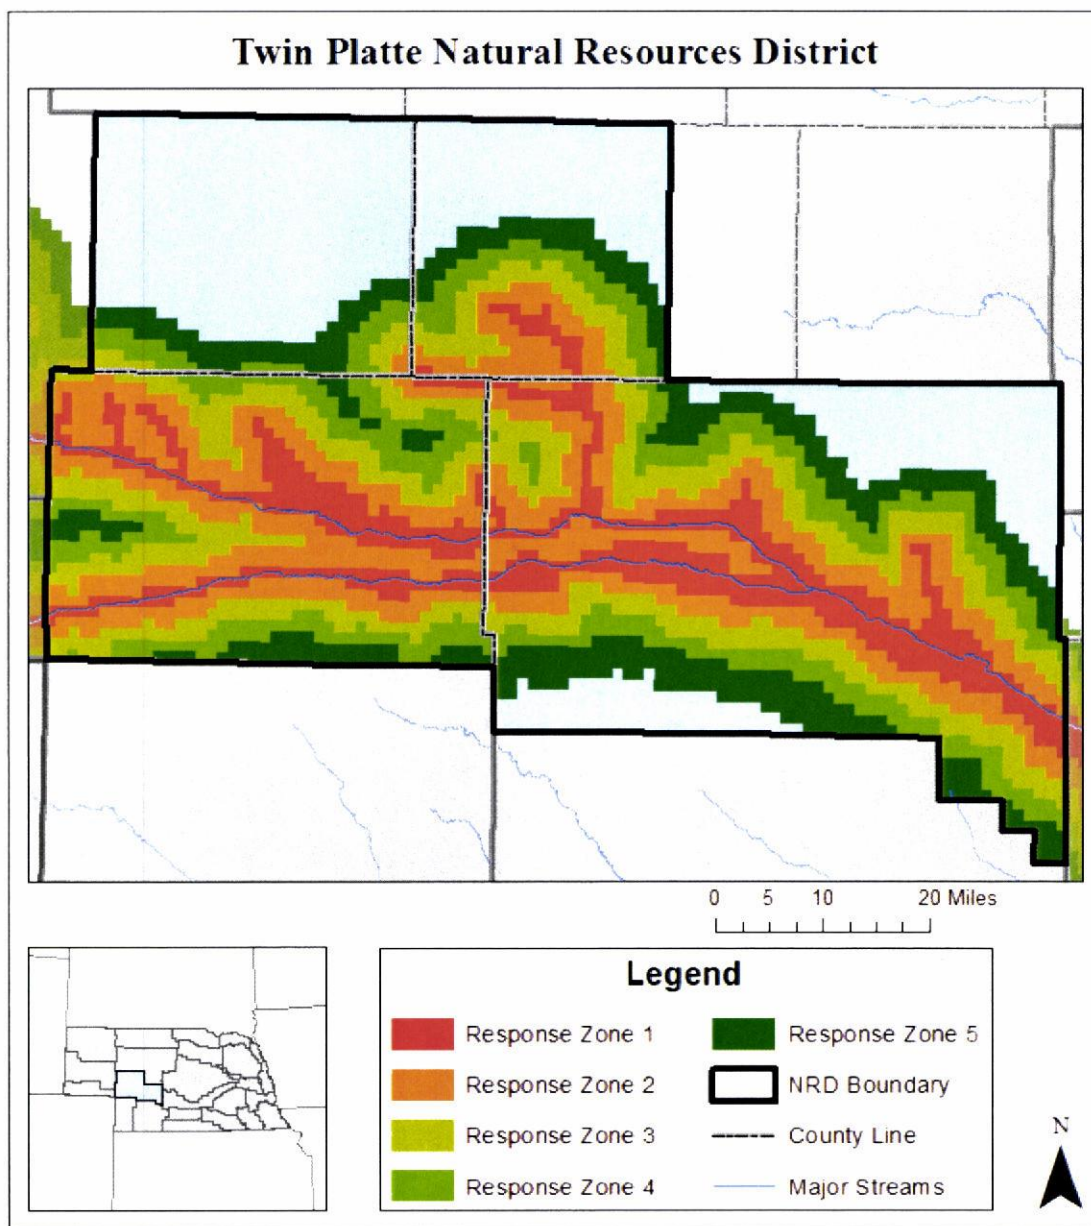 Twin Platte Natural Resources District
0 5 10 20 Miles
Legend
Response Zone 1
Response Zone 2
Response Zone 3
Response Zone 4
Response Zone 5
NRD Boundary
County Line
Major Streams
N